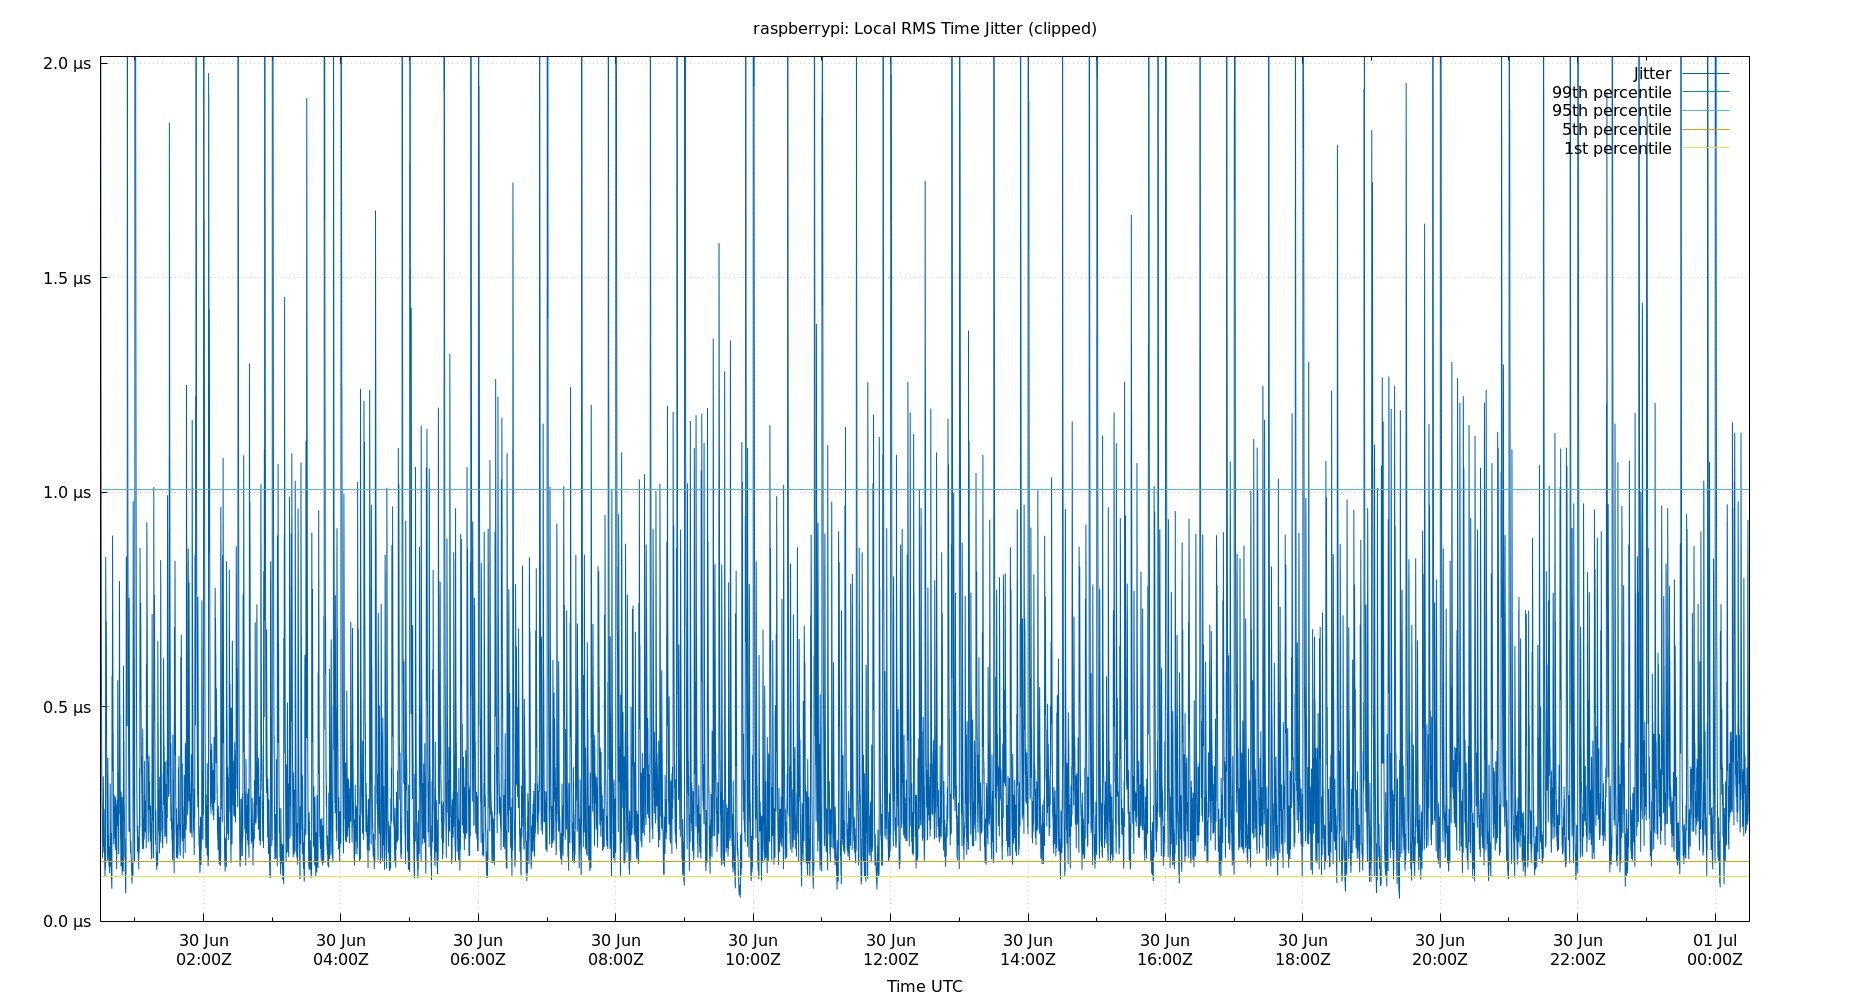 raspberrypi: Local RMS Time Jitter (clipped)
2.0 µs
1.5 µs
1.0 µs
0.5 µs
0.0 µs
Jitter
99th percentile
95th percentile
5th percentile
1st percentile
30 Jun 30 Jun 30 Jun 30 Jun 30 Jun 30 Jun 30 Jun 30 Jun 30 Jun 30 Jun 30 Jun 01 Jul
02:00Z 04:00Z 06:00Z 08:00Z 10:00Z 12:00Z 14:00Z 16:00Z 18:00Z 20:00Z 22:00Z 00:00Z
Time UTC